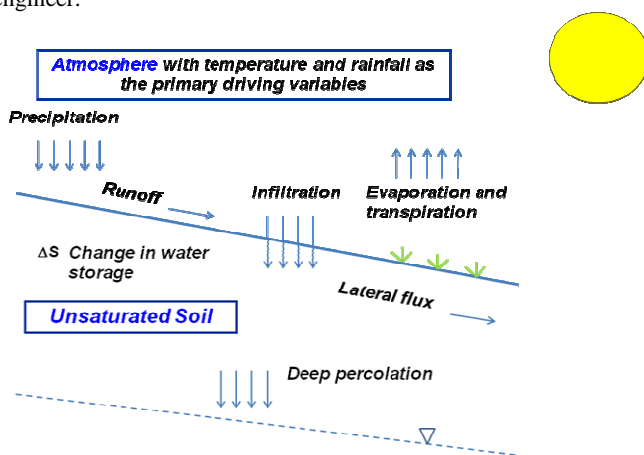 engineer.
Atmosphere with temperature and rainfall as
the primary driving variables
Precipitation
Runoff
Infiltration
Evaporation and
transpiration
ΔS Change in water
storage
Lateral flux
Unsaturated Soil
Deep percolation